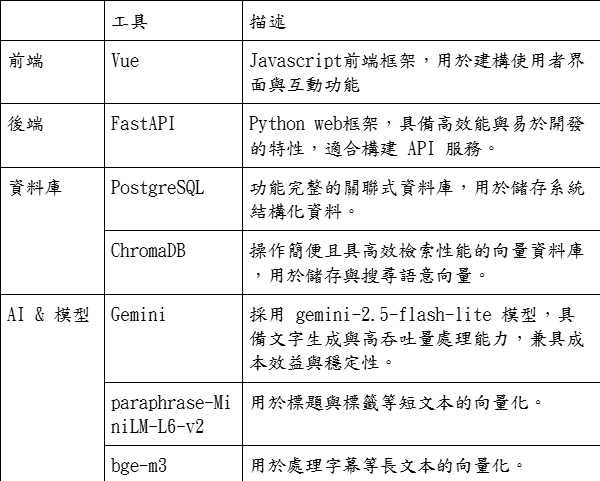 工具 描述
前端 Vue Javascript前端框架，用於建構使用者界
面與互動功能
後端 FastAPI Python web框架，具備高效能與易於開發
的特性，適合構建 API 服務。
資料庫 PostgreSQL 功能完整的關聯式資料庫，用於儲存系統
結構化資料。
ChromaDB 操作簡便且具高效檢索性能的向量資料庫
，用於儲存與搜尋語意向量。
AI & 模型 Gemini 採用 gemini-2.5-flash-lite 模型，具
備文字生成與高吞吐量處理能力，兼具成
本效益與穩定性。
paraphrase-Mi 用於標題與標籤等短文本的向量化。
niLM-L6-v2
bge-m3 用於處理字幕等長文本的向量化。